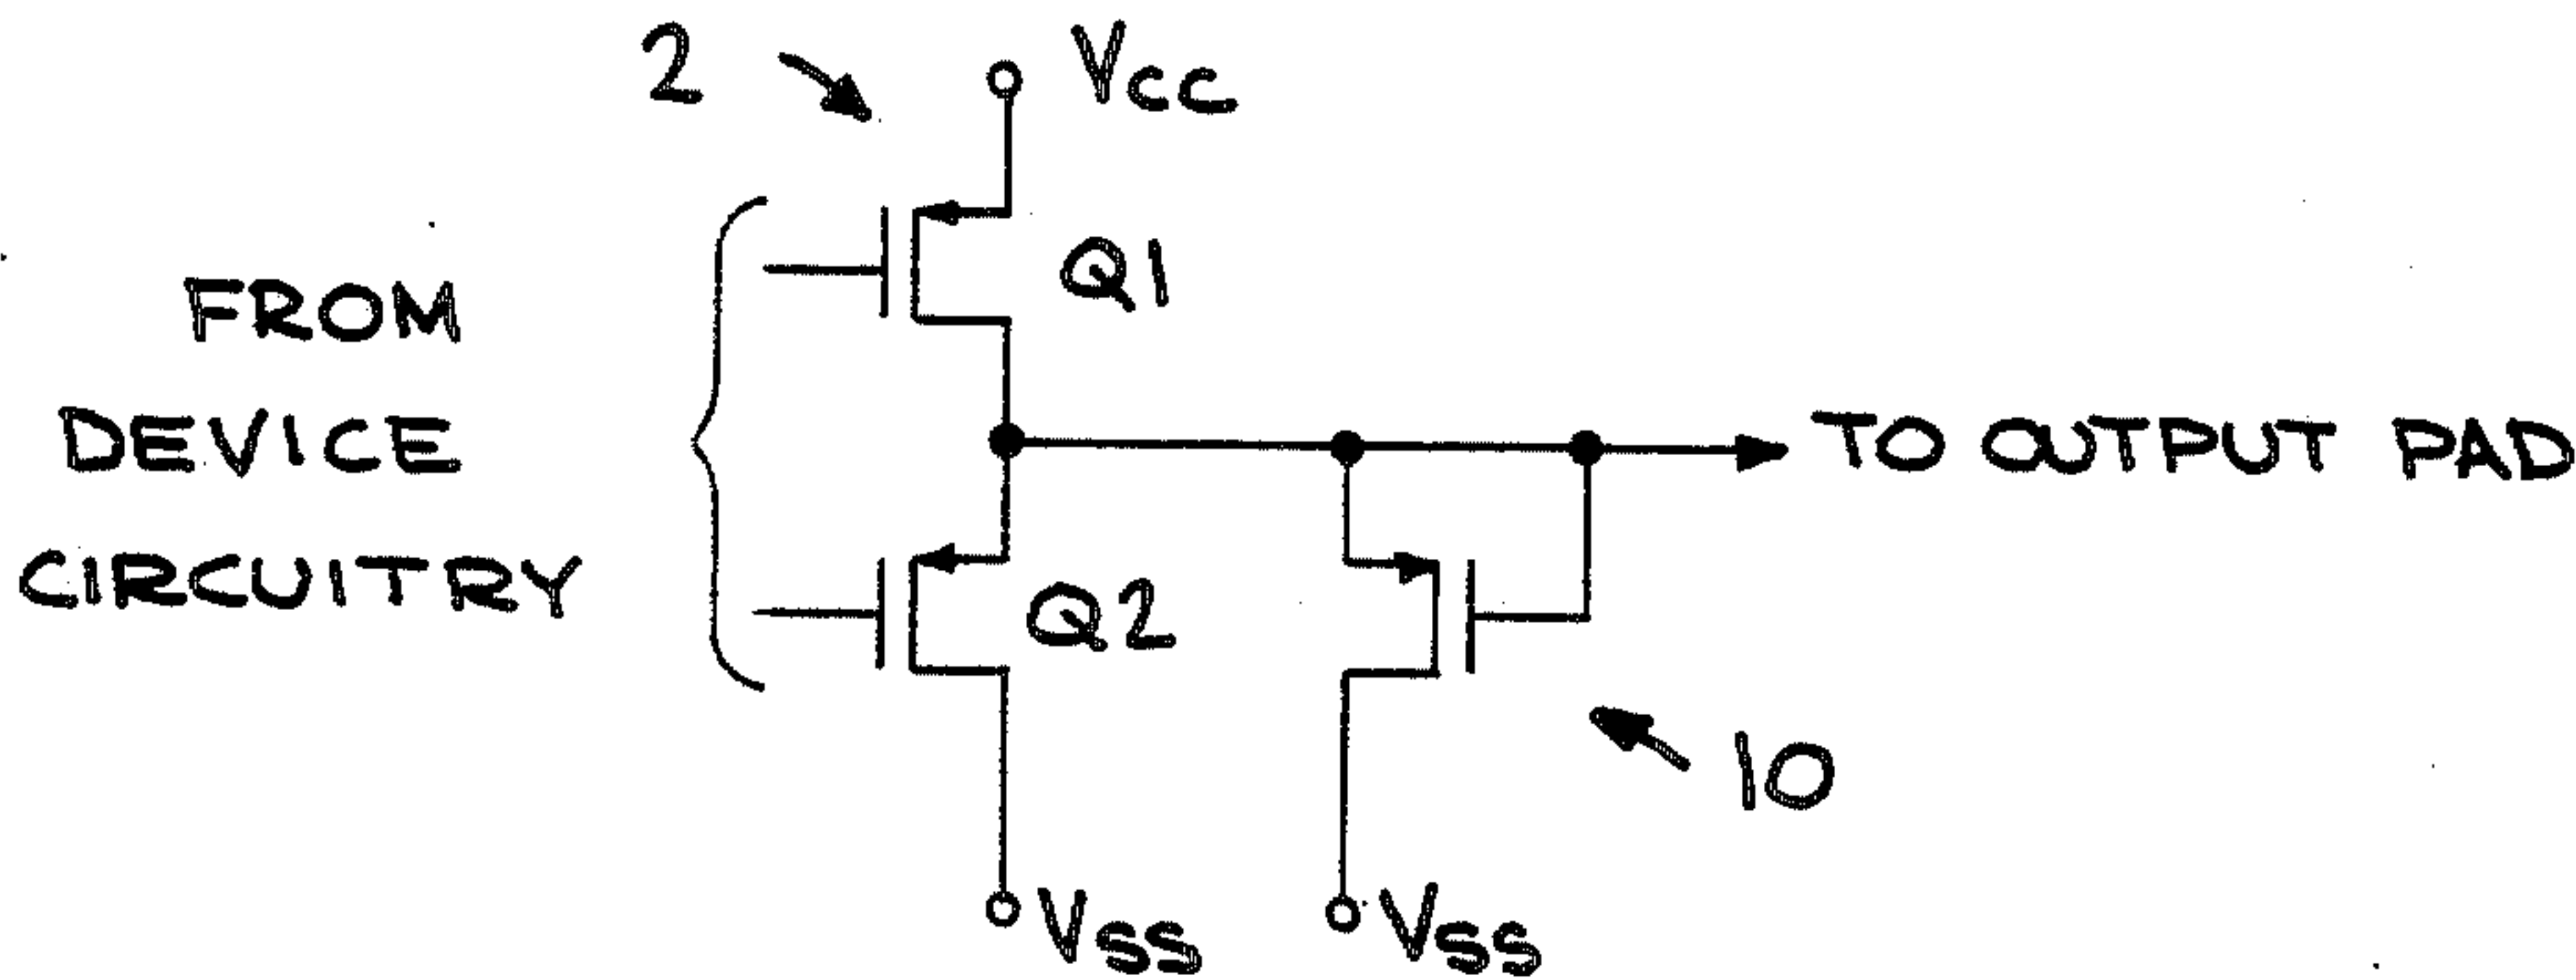 2
VCC
Q1
FROM
DEVICE
CIRCUITRY
TO OUTPUT PAD
Q2
10
VSS
VSS